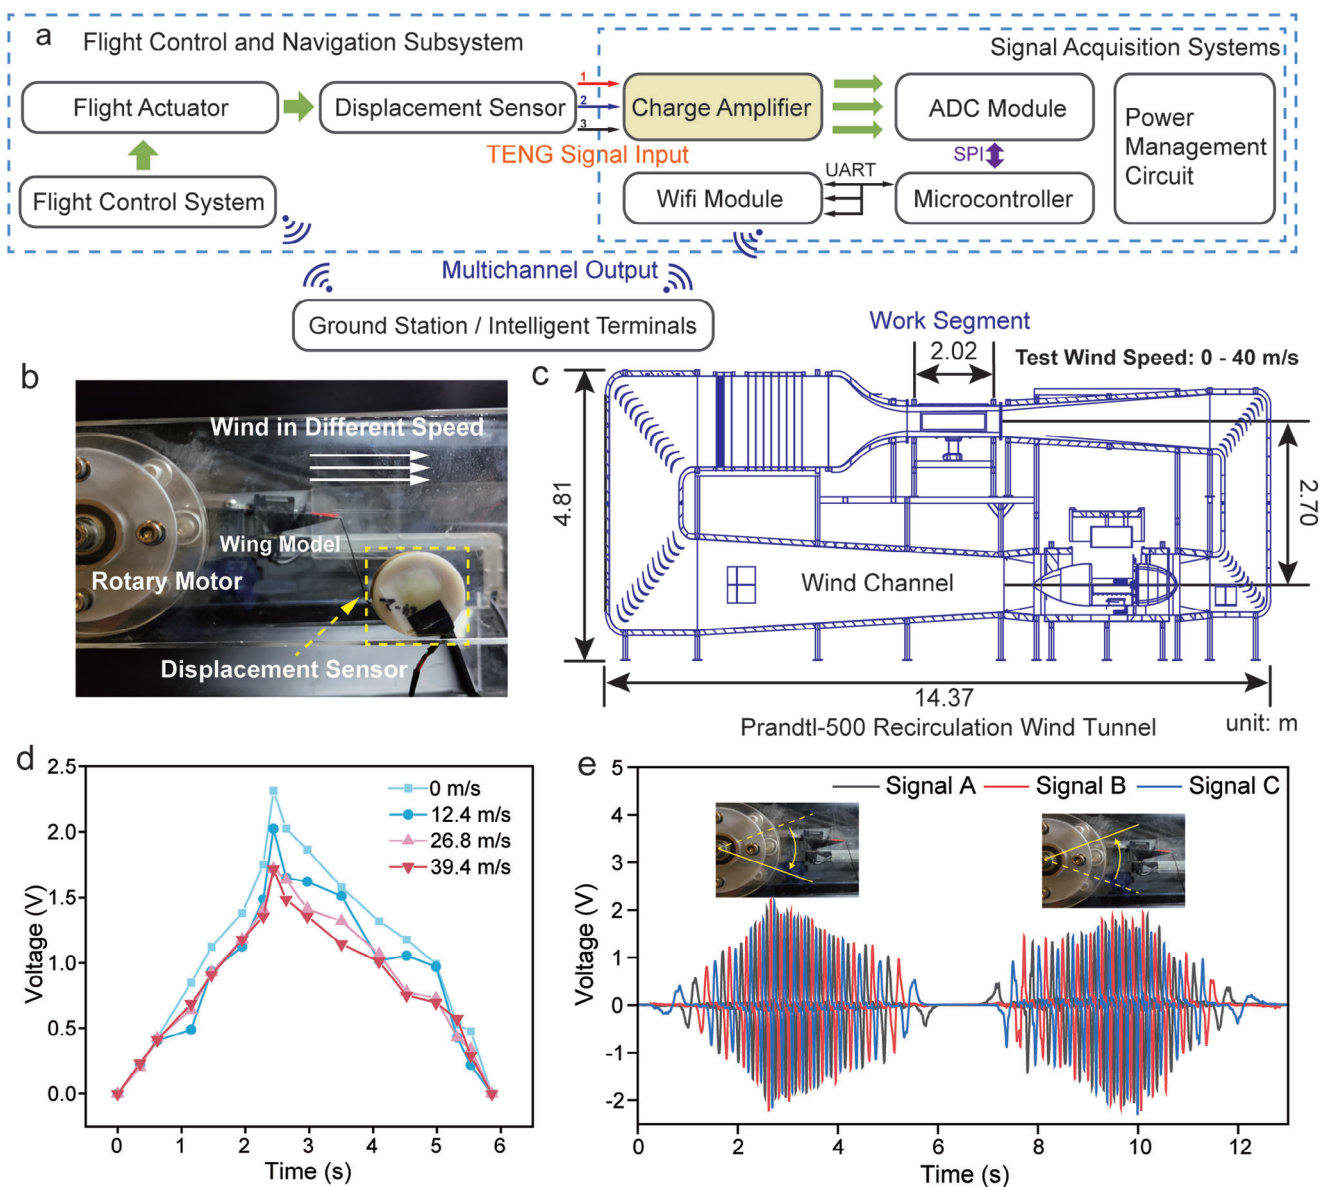 a
Flight Control and Navigation Subsystem
Signal Acquisition Systems
Flight Actuator
Displacement Sensor
1
2
3
Charge Amplifier
ADC Module
Power
Management
Circuit
TENG Signal Input
SPI
UART
Flight Control System
Wifi Module
Microcontroller
Multichannel Output
Ground Station / Intelligent Terminals
b
Wind in Different Speed
Wing Model
Rotary Motor
Displacement Sensor
c
Work Segment
2.02
Test Wind Speed: 0 - 40 m/s
4.81
2.70
Wind Channel
14.37
Prandtl-500 Recirculation Wind Tunnel
unit: m
d
2.5
2.0
1.5
1.0
0.5
0.0
Voltage (V)
0 m/s
12.4 m/s
26.8 m/s
39.4 m/s
0 1 2 3 4 5 6
Time (s)
e
5
4
3
2
1
0
-1
-2
Voltage (V)
Signal A Signal B Signal C
0 2 4 6 8 10 12
Time (s)